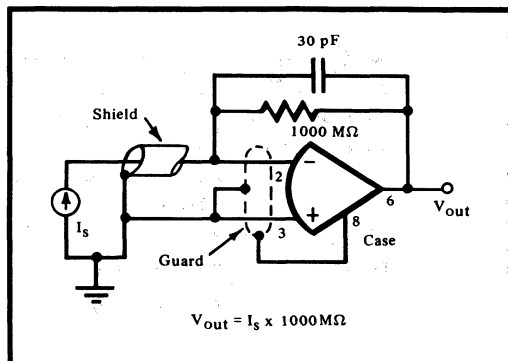 30 pF
Shield
1000 MΩ
2
−
6
Vout
Is
+
8
3
Case
Guard
Vout = Is x 1000MΩ